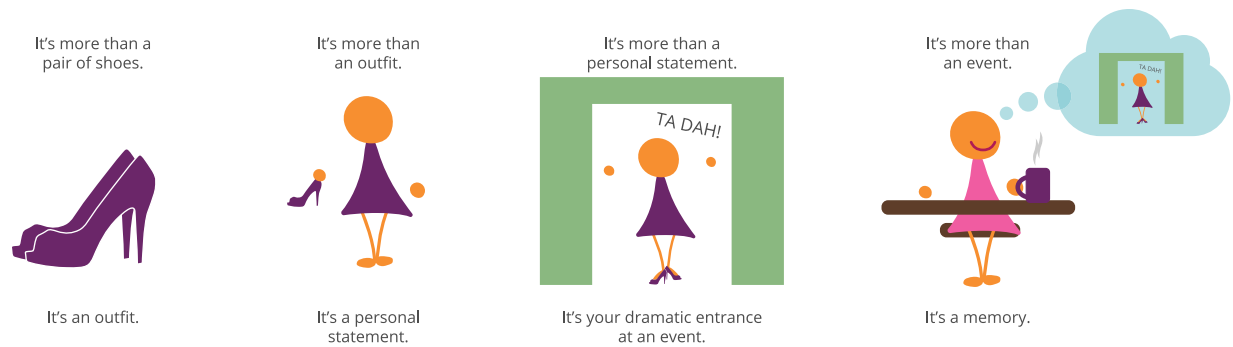 It's more than a
pair of shoes.
It's an outfit.
It's more than
an outfit.
It's a personal
statement.
It's more than a
personal statement.
TA DAH!
It's your dramatic entrance
at an event.
It's more than
an event.
TA DAH!
It's a memory.